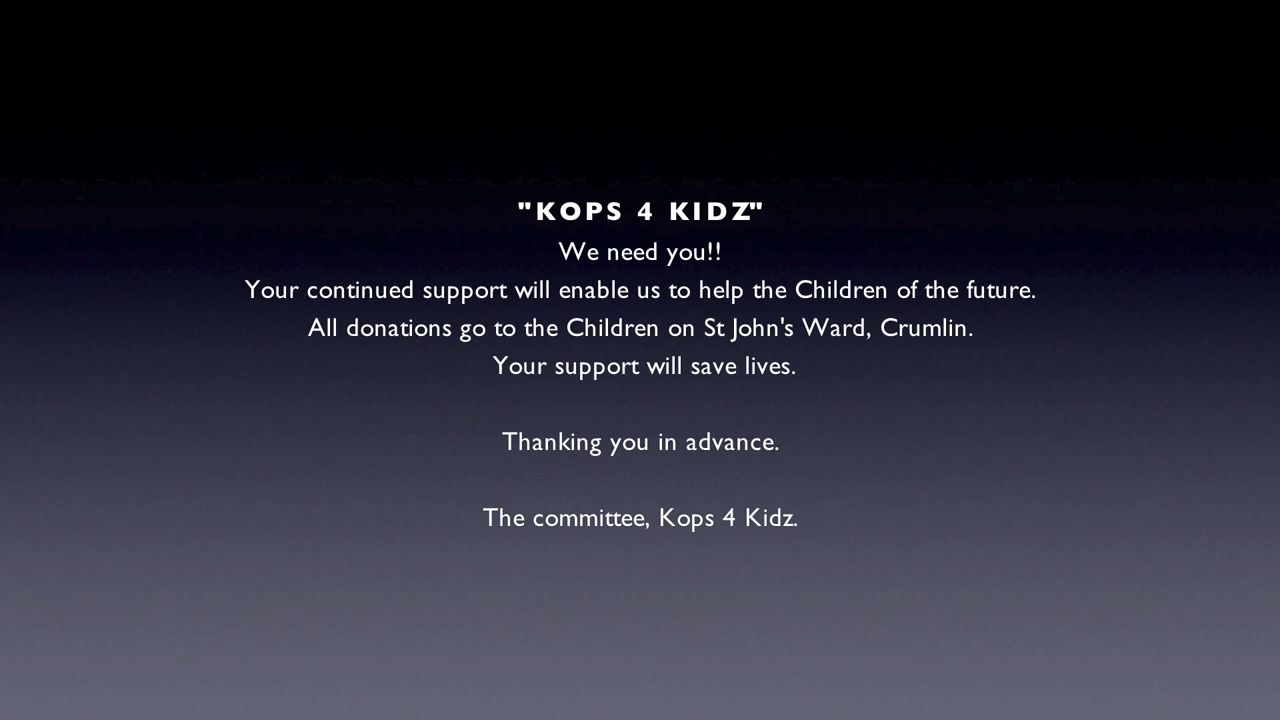 "KOPS 4 KIDZ"
We need you!!
Your continued support will enable us to help the Children of the future.
All donations go to the Children on St John's Ward, Crumlin.
Your support will save lives.
Thanking you in advance.
The committee, Kops 4 Kidz.